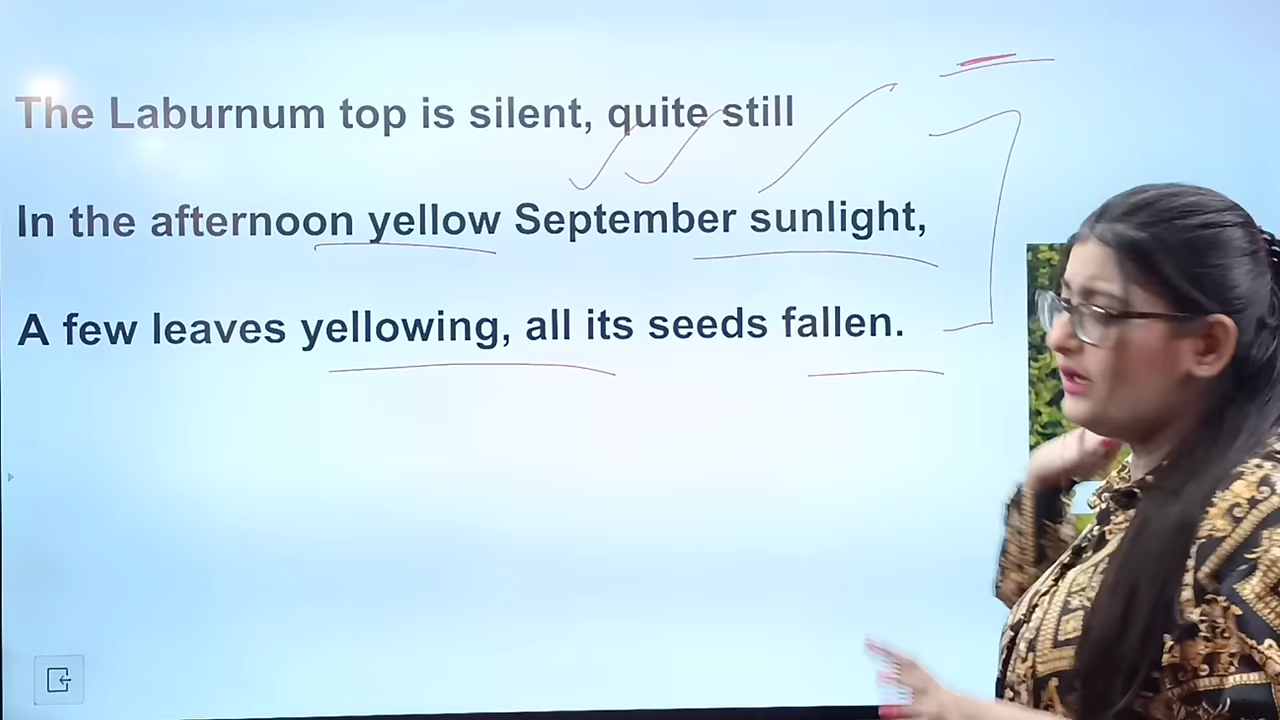 The Laburnum top is silent, quite still
In the afternoon yellow September sunlight,
A few leaves yellowing, all its seeds fallen.